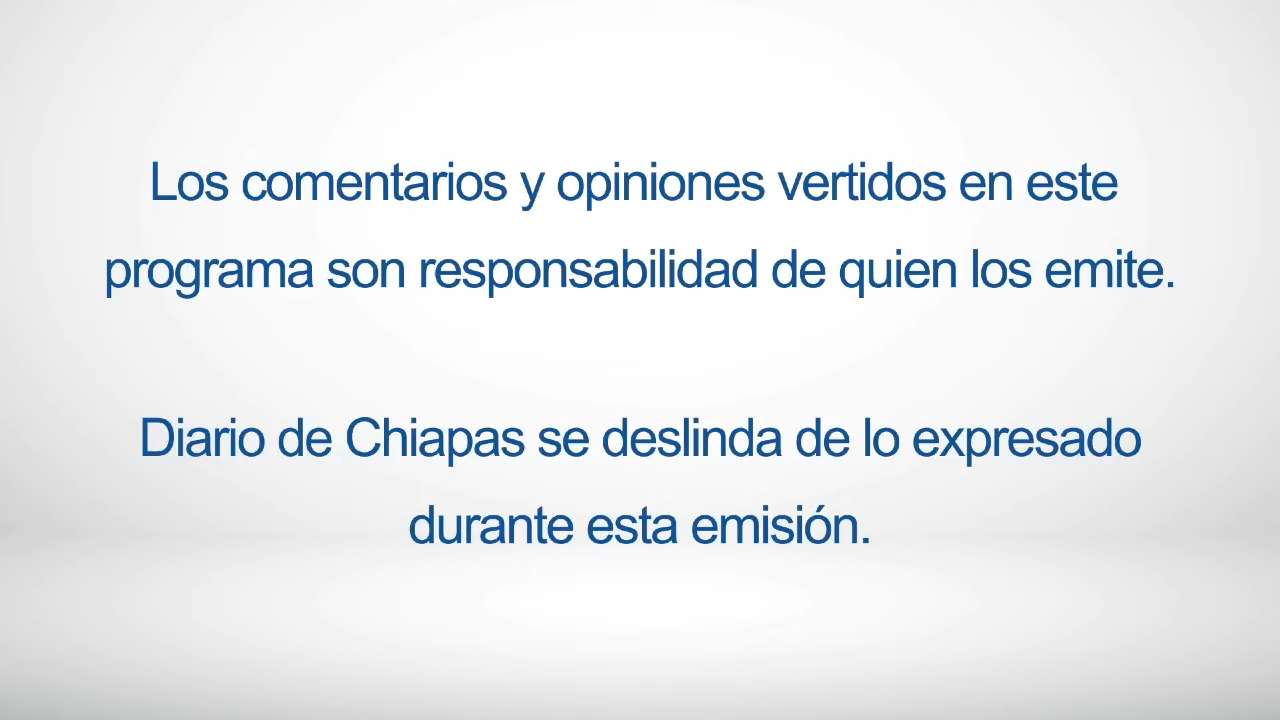 Los comentarios y opiniones vertidos en este
programa son responsabilidad de quien los emite.
Diario de Chiapas se deslinda de lo expresado
durante esta emisión.